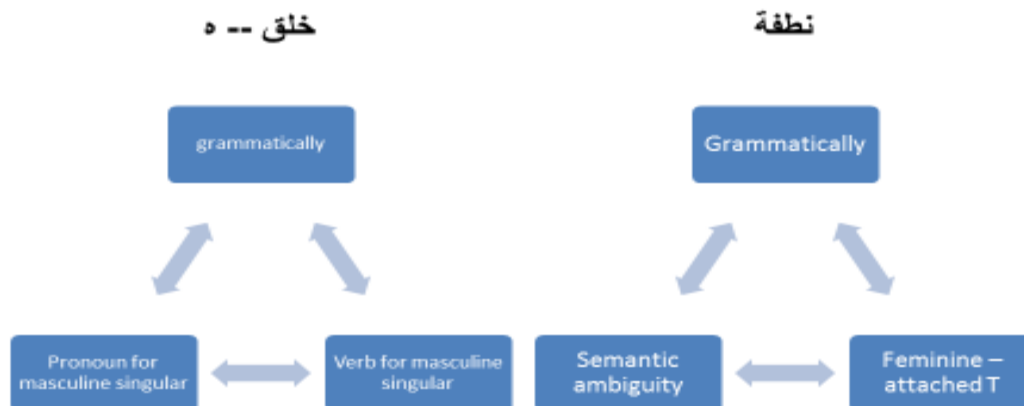 خلق -- ه
نطفة
grammatically
Grammatically
Pronoun for
masculine singular
Verb for masculine
singular
Semantic
ambiguity
Feminine –
attached T